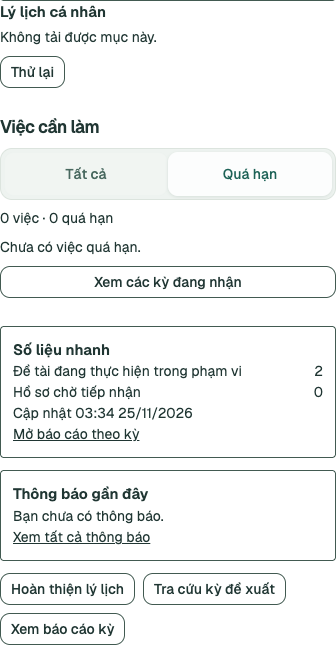 Lý lịch cá nhân
Không tải được mục này.
Thử lại
Việc cần làm
Tất cả
Quá hạn
0 việc · 0 quá hạn
Chưa có việc quá hạn.
Xem các kỳ đang nhận
Số liệu nhanh
Đề tài đang thực hiện trong phạm vi 2
Hồ sơ chờ tiếp nhận 0
Cập nhật 03:34 25/11/2026
Mở báo cáo theo kỳ
Thông báo gần đây
Bạn chưa có thông báo.
Xem tất cả thông báo
Hoàn thiện lý lịch
Tra cứu kỳ đề xuất
Xem báo cáo kỳ